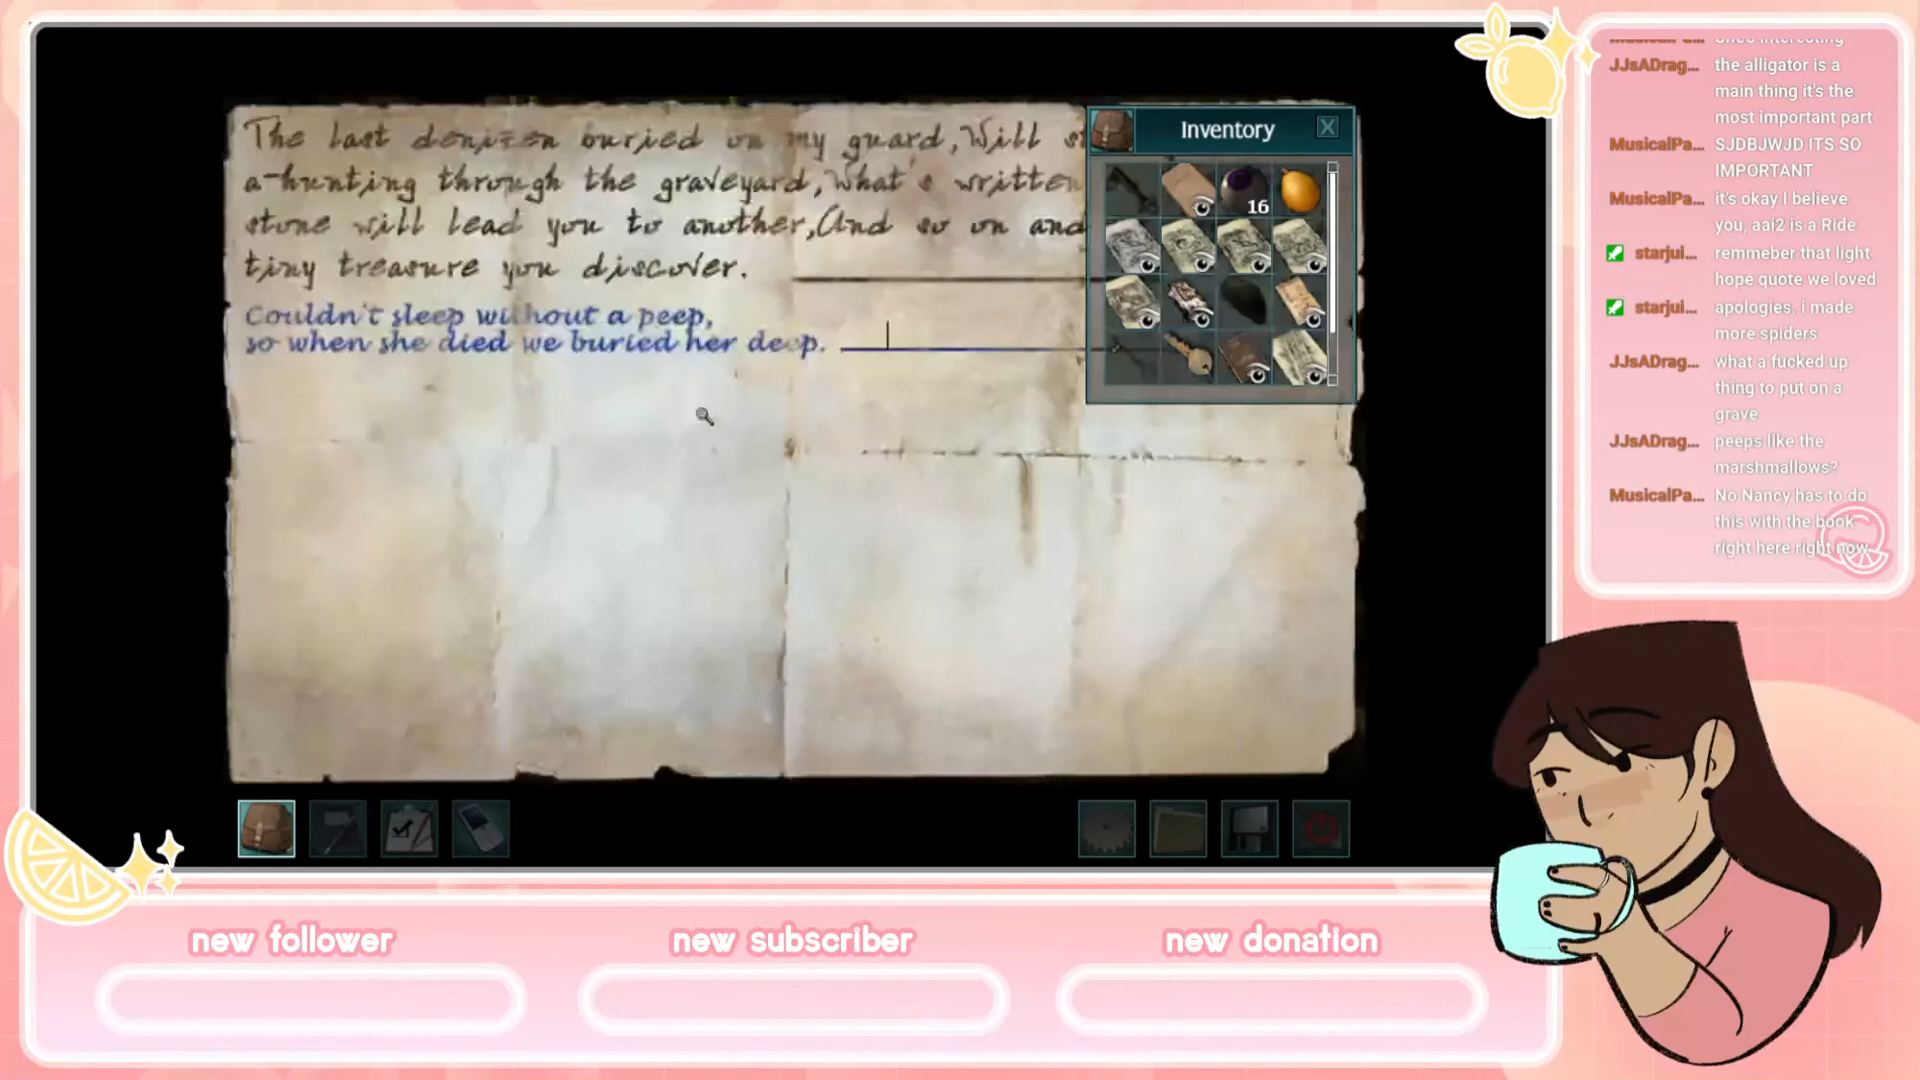 The last denizen buried on my guard, Will
a-hunting through the graveyard, What's written
stone will lead you to another, And so on and
tiny treasure you discover.
Couldn't sleep without a peep,
so when she died we buried her deep.
Inventory
16
new follower
new subscriber
new donation
She's interesting
JJsADrag... the alligator is a
main thing it's the
most important part
MusicalPa... SJDBJWJD ITS SO
IMPORTANT
MusicalPa... it's okay I believe
you, aai2 is a Ride
starjui... remmeber that light
hope quote we loved
starjui... apologies, i made
more spiders
JJsADrag... what a fucked up
thing to put on a
grave
JJsADrag... peeps like the
marshmallows?
MusicalPa... No Nancy has to do
this with the book
right here right now